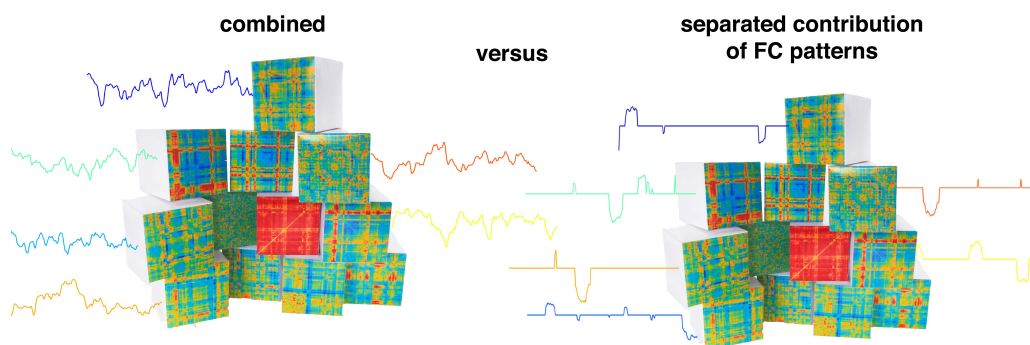 combined
versus
separated contribution
of FC patterns